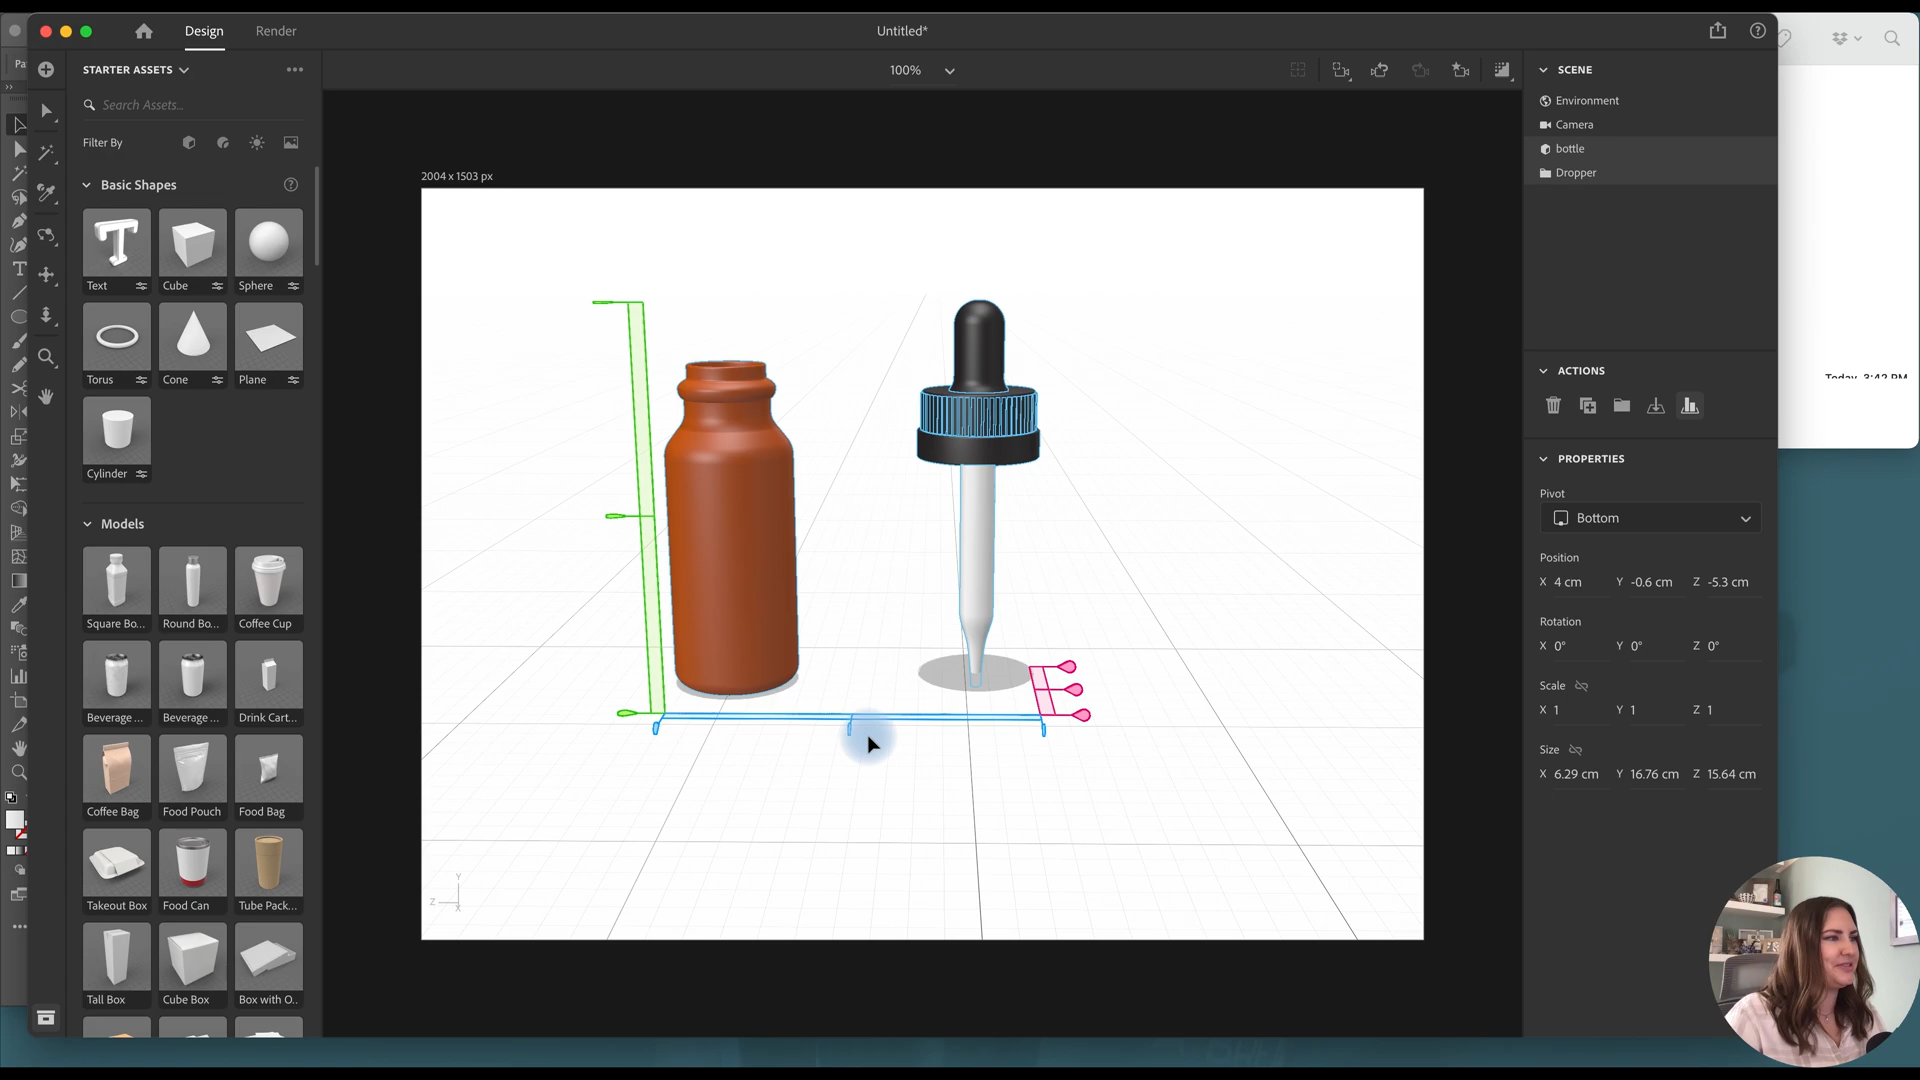 Design
Render
Untitled*
Pa
STARTER ASSETS
100%
SCENE
Search Assets...
Environment
Camera
Filter By
bottle
Dropper
2004 x 1503 px
Basic Shapes
Text
Cube
Sphere
Torus
Cone
Plane
Today, 3:42 PM
ACTIONS
Cylinder
PROPERTIES
Pivot
Bottom
Models
Position
X 4 cm Y -0.6 cm Z -5.3 cm
Square Bo...
Round Bo...
Coffee Cup
Rotation
X 0° Y 0° Z 0°
Scale
X 1 Y 1 Z 1
Beverage ...
Beverage ...
Drink Cart...
Size
X 6.29 cm Y 16.76 cm Z 15.64 cm
Coffee Bag
Food Pouch
Food Bag
Takeout Box
Food Can
Tube Pack...
Y
Z
X
Tall Box
Cube Box
Box with O..